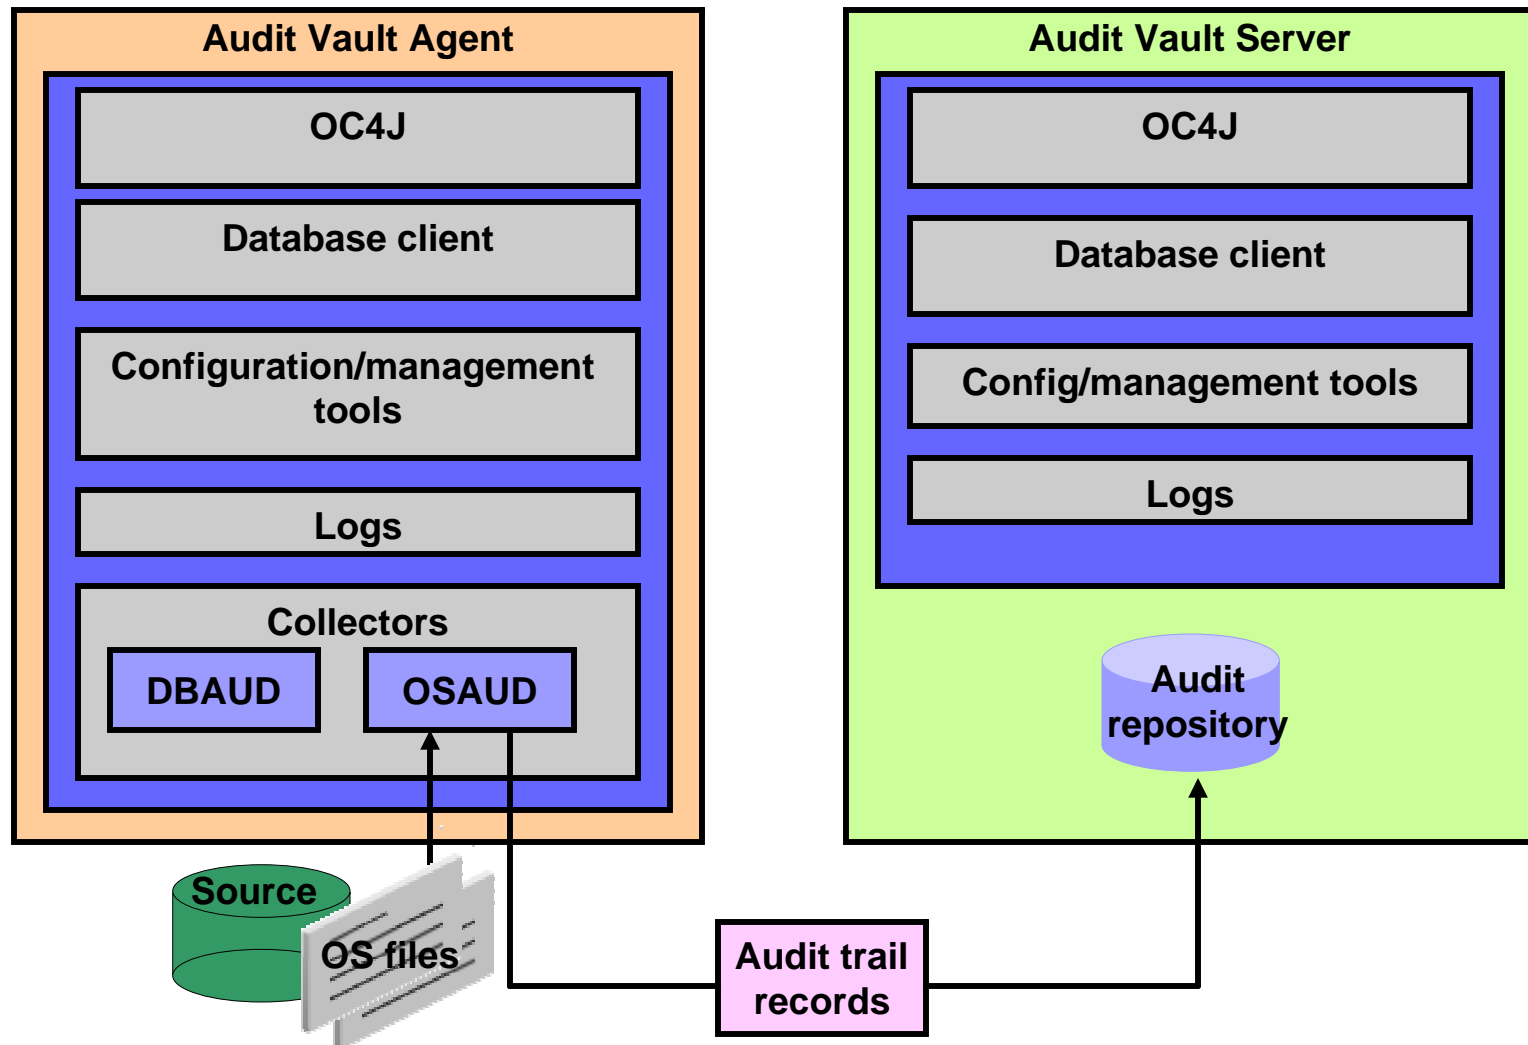 Audit Vault Agent
OC4J
Database client
Configuration/management
tools
Logs
Collectors
DBAUD
OSAUD
Source
OS files
Audit trail
records
Audit Vault Server
OC4J
Database client
Config/management tools
Logs
Audit
repository